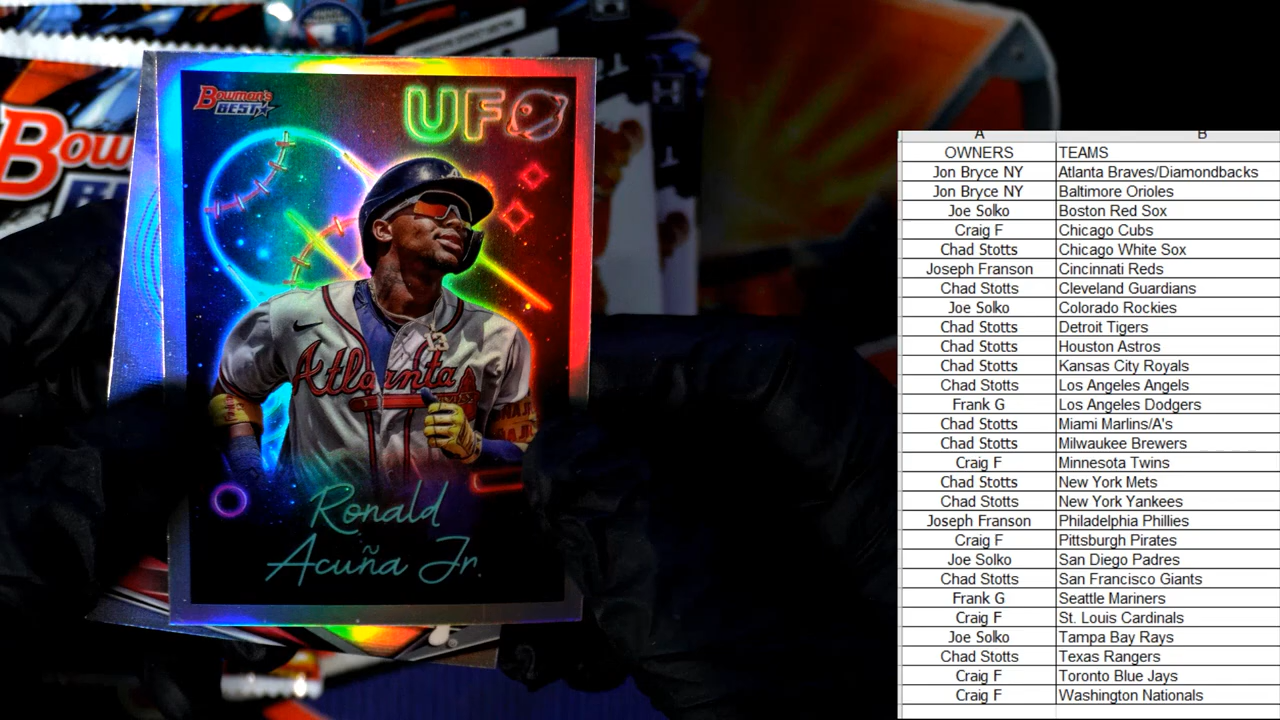 Bowman's
BEST
UFO
Bow
Atlanta
13
Ronald
Acuña Jr.
A B
OWNERS TEAMS
Jon Bryce NY Atlanta Braves/Diamondbacks
Jon Bryce NY Baltimore Orioles
Joe Solko Boston Red Sox
Craig F Chicago Cubs
Chad Stotts Chicago White Sox
Joseph Franson Cincinnati Reds
Chad Stotts Cleveland Guardians
Joe Solko Colorado Rockies
Chad Stotts Detroit Tigers
Chad Stotts Houston Astros
Chad Stotts Kansas City Royals
Chad Stotts Los Angeles Angels
Frank G Los Angeles Dodgers
Chad Stotts Miami Marlins/A's
Chad Stotts Milwaukee Brewers
Craig F Minnesota Twins
Chad Stotts New York Mets
Chad Stotts New York Yankees
Joseph Franson Philadelphia Phillies
Craig F Pittsburgh Pirates
Joe Solko San Diego Padres
Chad Stotts San Francisco Giants
Frank G Seattle Mariners
Craig F St. Louis Cardinals
Joe Solko Tampa Bay Rays
Chad Stotts Texas Rangers
Craig F Toronto Blue Jays
Craig F Washington Nationals